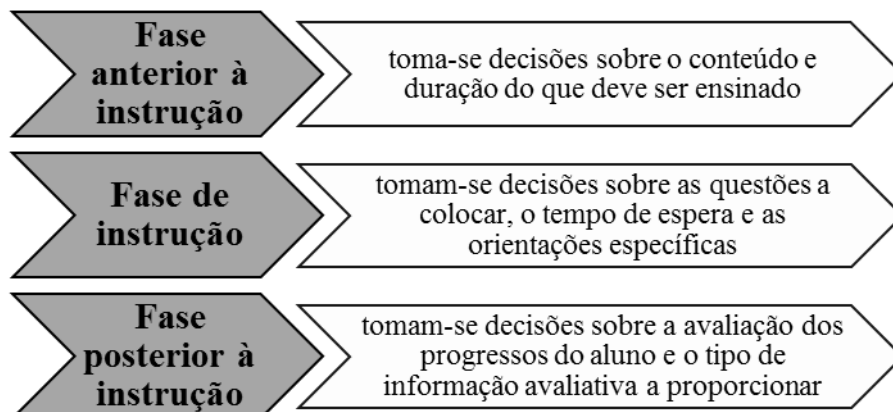 Fase
anterior à
instrução
toma-se decisões sobre o conteúdo e
duração do que deve ser ensinado
Fase de
instrução
tomam-se decisões sobre as questões a
colocar, o tempo de espera e as
orientações específicas
Fase
posterior à
instrução
tomam-se decisões sobre a avaliação dos
progressos do aluno e o tipo de
informação avaliativa a proporcionar